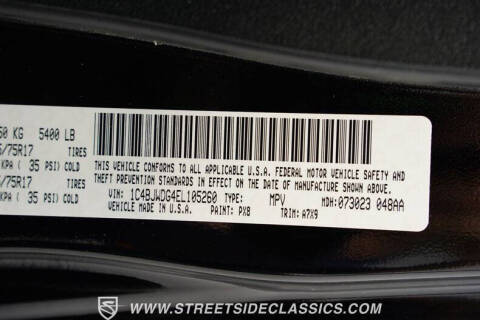 50 KG 5400 LB
/75R17 TIRES
KPA ( 35 PSI) COLD
/75R17 TIRES
KPA ( 35 PSI) COLD
THIS VEHICLE CONFORMS TO ALL APPLICABLE U.S.A. FEDERAL MOTOR VEHICLE SAFETY AND
THEFT PREVENTION STANDARDS IN EFFECT ON THE DATE OF MANUFACTURE SHOWN ABOVE.
VIN: 1C4BJWDG4EL105260 TYPE: MPV MDH: 073023 048AA
MADE IN U.S.A. PAINT: PX8 TRIM: A7X9
WWW.STREETSIDECLASSICS.COM